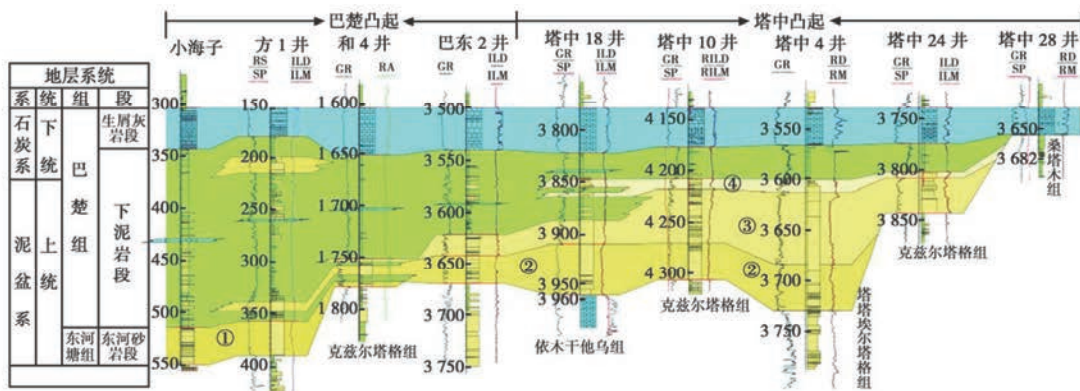 巴楚凸起
塔中凸起
小海子
方1井
和4井
巴东2井
塔中18井
塔中10井
塔中4井
塔中24井
塔中28井
RS
SP
ILD
ILM
GR
RA
GR
ILD
ILM
GR
SP
ILD
ILM
GR
SP
RILD
RILM
GR
RD
RM
GR
SP
ILD
ILM
GR
SP
RD
RM
地层系统
系 统 组 段
石炭系
下统
巴楚组
生屑灰岩段
下泥岩段
泥盆系
上统
东河塘组
东河砂岩段
300
350
400
450
500
550
150
200
250
300
350
400
1 600
1 650
1 700
1 750
1 800
3 500
3 550
3 600
3 650
3 700
3 750
3 800
3 850
3 900
3 950
3 960
4 150
4 200
4 250
4 300
3 550
3 600
3 650
3 700
3 750
3 750
3 800
3 850
3 650
3 682
①
②
②
③
④
克兹尔塔格组
依木干他乌组
克兹尔塔格组
塔塔埃尔塔格组
克兹尔塔格组
桑塔木组